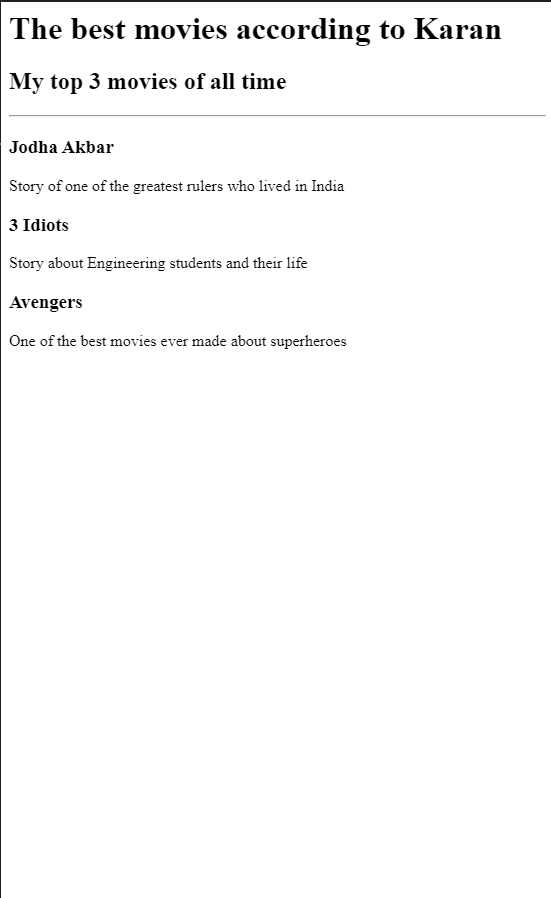 The best movies according to Karan
My top 3 movies of all time
Jodha Akbar
Story of one of the greatest rulers who lived in India
3 Idiots
Story about Engineering students and their life
Avengers
One of the best movies ever made about superheroes